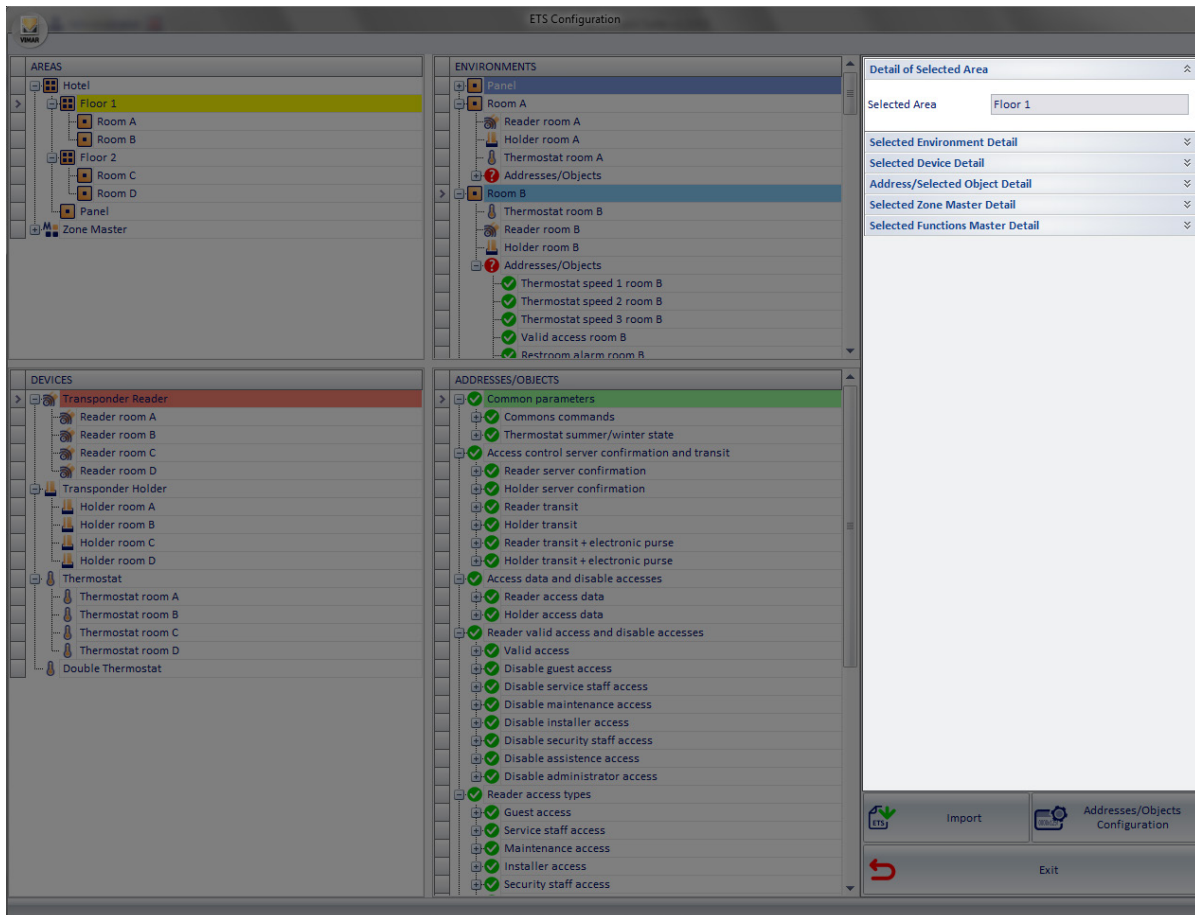 ETS Configuration
VIMAR
AREAS
Hotel
Floor 1
Room A
Room B
Floor 2
Room C
Room D
Panel
Zone Master
ENVIRONMENTS
Panel
Room A
Reader room A
Holder room A
Thermostat room A
Addresses/Objects
Room B
Thermostat room B
Reader room B
Holder room B
Addresses/Objects
Thermostat speed 1 room B
Thermostat speed 2 room B
Thermostat speed 3 room B
Valid access room B
Restroom alarm room B
Detail of Selected Area
Selected Area Floor 1
Selected Environment Detail
Selected Device Detail
Address/Selected Object Detail
Selected Zone Master Detail
Selected Functions Master Detail
DEVICES
Transponder Reader
Reader room A
Reader room B
Reader room C
Reader room D
Transponder Holder
Holder room A
Holder room B
Holder room C
Holder room D
Thermostat
Thermostat room A
Thermostat room B
Thermostat room C
Thermostat room D
Double Thermostat
ADDRESSES/OBJECTS
Common parameters
Commons commands
Thermostat summer/winter state
Access control server confirmation and transit
Reader server confirmation
Holder server confirmation
Reader transit
Holder transit
Reader transit + electronic purse
Holder transit + electronic purse
Access data and disable accesses
Reader access data
Holder access data
Reader valid access and disable accesses
Valid access
Disable guest access
Disable service staff access
Disable maintenance access
Disable installer access
Disable security staff access
Disable assistence access
Disable administrator access
Reader access types
Guest access
Service staff access
Maintenance access
Installer access
Security staff access
ETS
Import
Addresses/Objects
Configuration
Exit